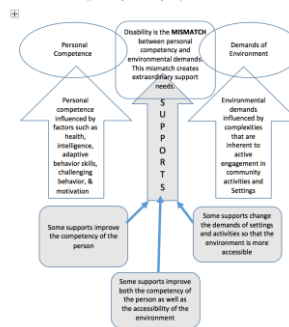 Personal
Competence
Disability is the MISMATCH
between personal
competency and
environmental demands.
This mismatch creates
extraordinary support
needs.
Demands of
Environment
Personal
competence
influenced by
factors such as
health,
intelligence,
adaptive
behavior skills,
challenging
behavior, &
motivation
S
U
P
P
O
R
T
S
Environmental
demands
influenced by
complexities
that are
inherent to
active
engagement in
community
activities and
Settings
Some supports improve
the competency of the
person
Some supports change
the demands of settings
and activities so that the
environment is more
accessible
Some supports improve
both the competency of
the person as well as
the accessibility of the
environment